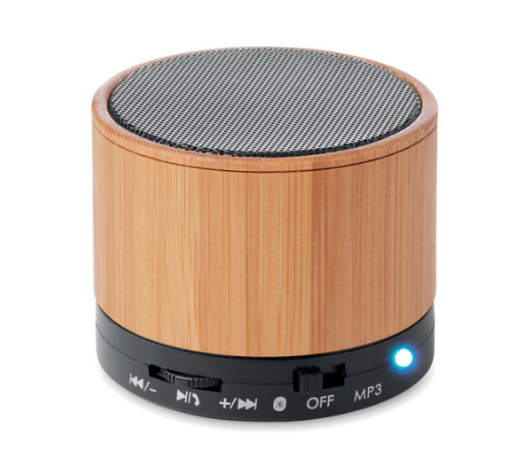 ⏮/− ⏯/📞 +/⏭ OFF MP3